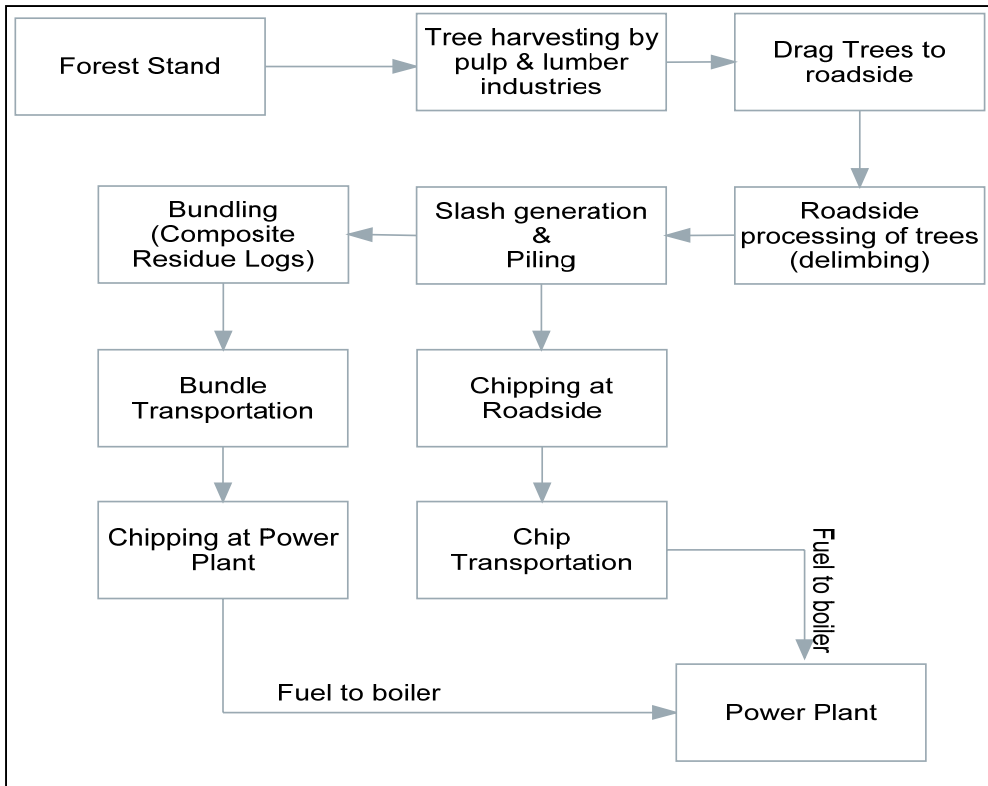 Forest Stand
Tree harvesting by
pulp & lumber
industries
Drag Trees to
roadside
Roadside
processing of trees
(delimbing)
Slash generation
&
Piling
Bundling
(Composite
Residue Logs)
Bundle
Transportation
Chipping at Power
Plant
Fuel to boiler
Chipping at
Roadside
Chip
Transportation
Fuel to boiler
Power Plant